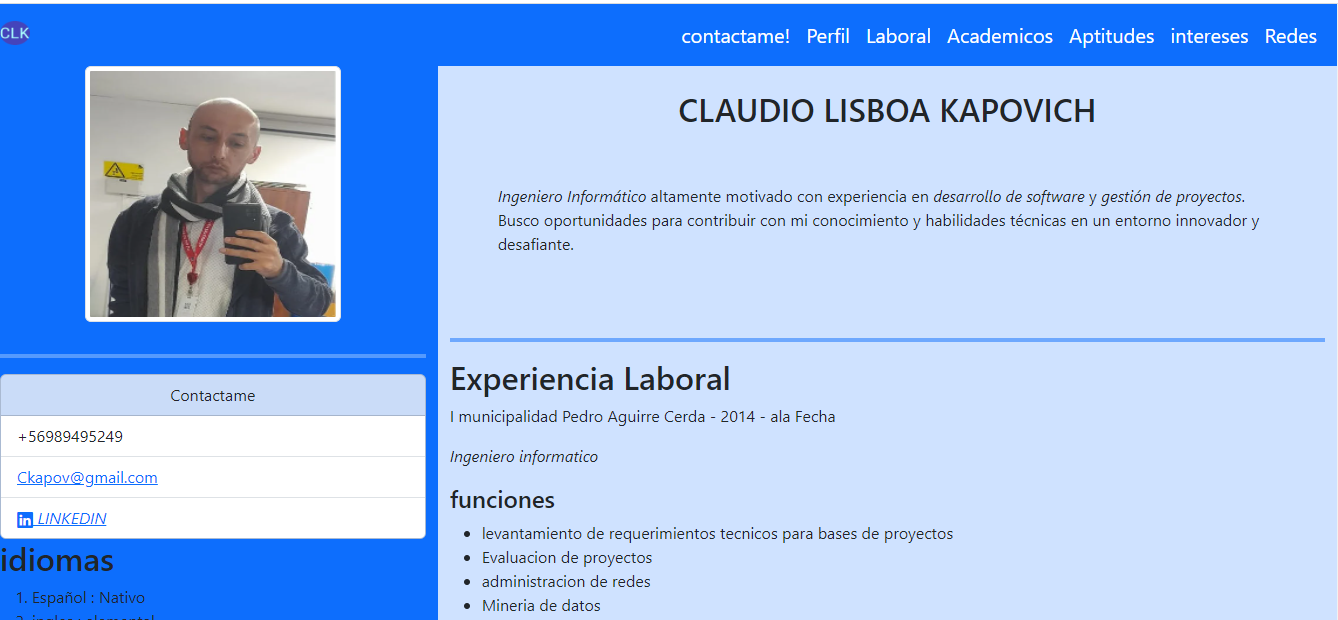 CLK
contactame! Perfil Laboral Academicos Aptitudes intereses Redes
Contactame
+56989495249
Ckapov@gmail.com
LINKEDIN
idiomas
1. Español : Nativo
2. ingles : elemental
CLAUDIO LISBOA KAPOVICH
Ingeniero Informático altamente motivado con experiencia en desarrollo de software y gestión de proyectos.
Busco oportunidades para contribuir con mi conocimiento y habilidades técnicas en un entorno innovador y
desafiante.
Experiencia Laboral
I municipalidad Pedro Aguirre Cerda - 2014 - ala Fecha
Ingeniero informatico
funciones
levantamiento de requerimientos tecnicos para bases de proyectos
Evaluacion de proyectos
administracion de redes
Mineria de datos